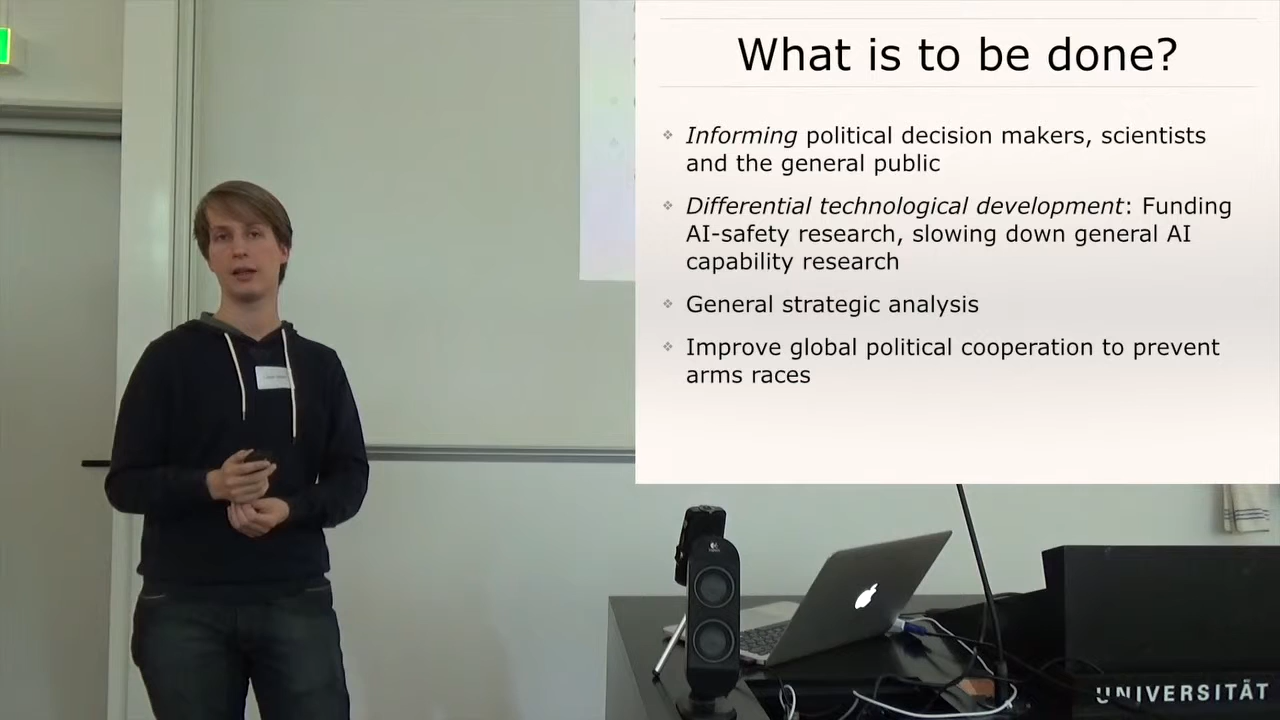 What is to be done?
Informing political decision makers, scientists
and the general public
Differential technological development: Funding
AI-safety research, slowing down general AI
capability research
General strategic analysis
Improve global political cooperation to prevent
arms races
UNIVERSITÄT